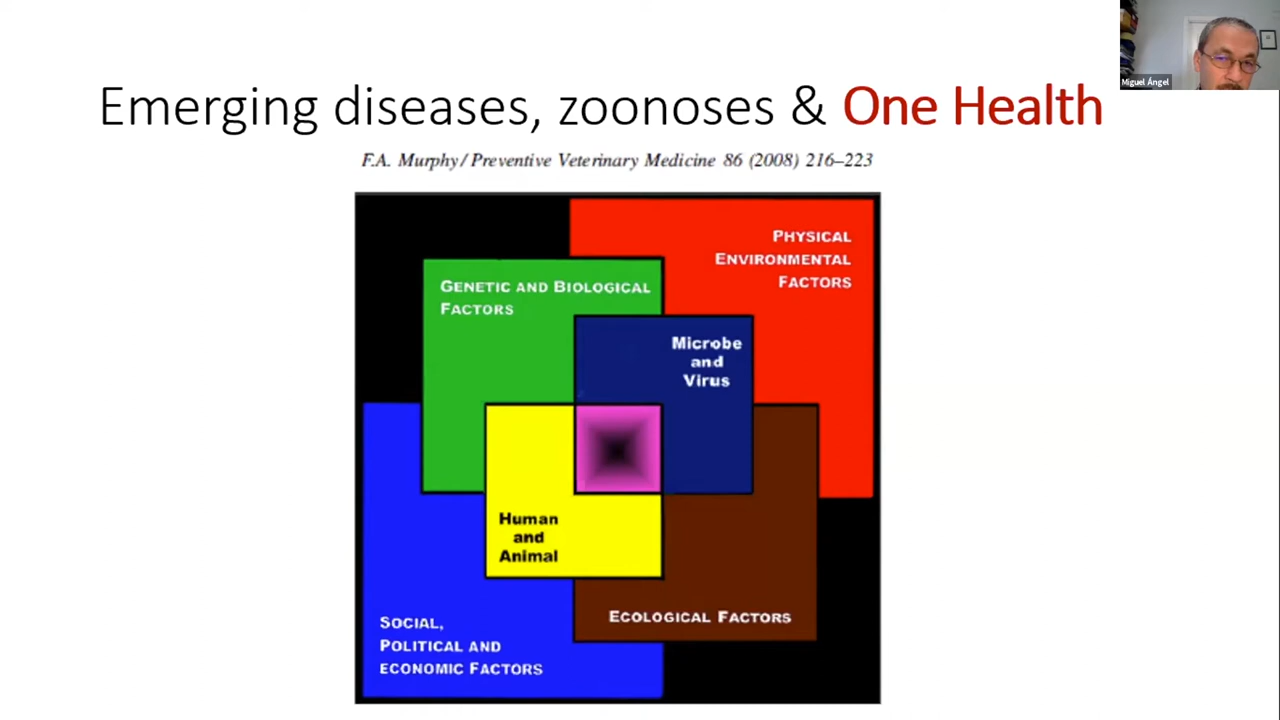 Miguel Ángel
Emerging diseases, zoonoses & One Health
F.A. Murphy / Preventive Veterinary Medicine 86 (2008) 216–223
PHYSICAL
ENVIRONMENTAL
FACTORS
GENETIC AND BIOLOGICAL
FACTORS
Microbe
and
Virus
Human
and
Animal
ECOLOGICAL FACTORS
SOCIAL,
POLITICAL AND
ECONOMIC FACTORS